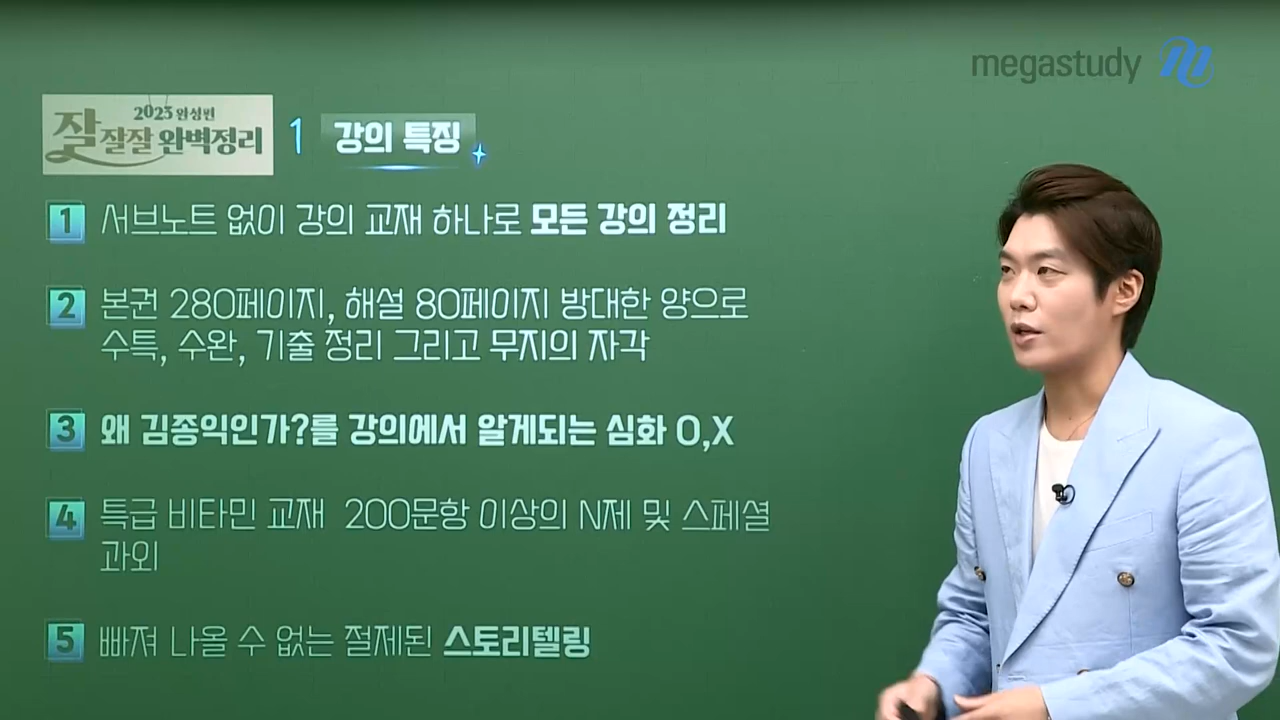 megastudy
2023 완성편
잘 잘잘 완벽정리
1 강의 특징
1 서브노트 없이 강의 교재 하나로 모든 강의 정리
2 본권 280페이지, 해설 80페이지 방대한 양으로
수특, 수완, 기출 정리 그리고 무지의 자각
3 왜 김종익인가?를 강의에서 알게되는 심화 O,X
4 특급 비타민 교재 200문항 이상의 N제 및 스페셜
과외
5 빠져 나올 수 없는 절제된 스토리텔링